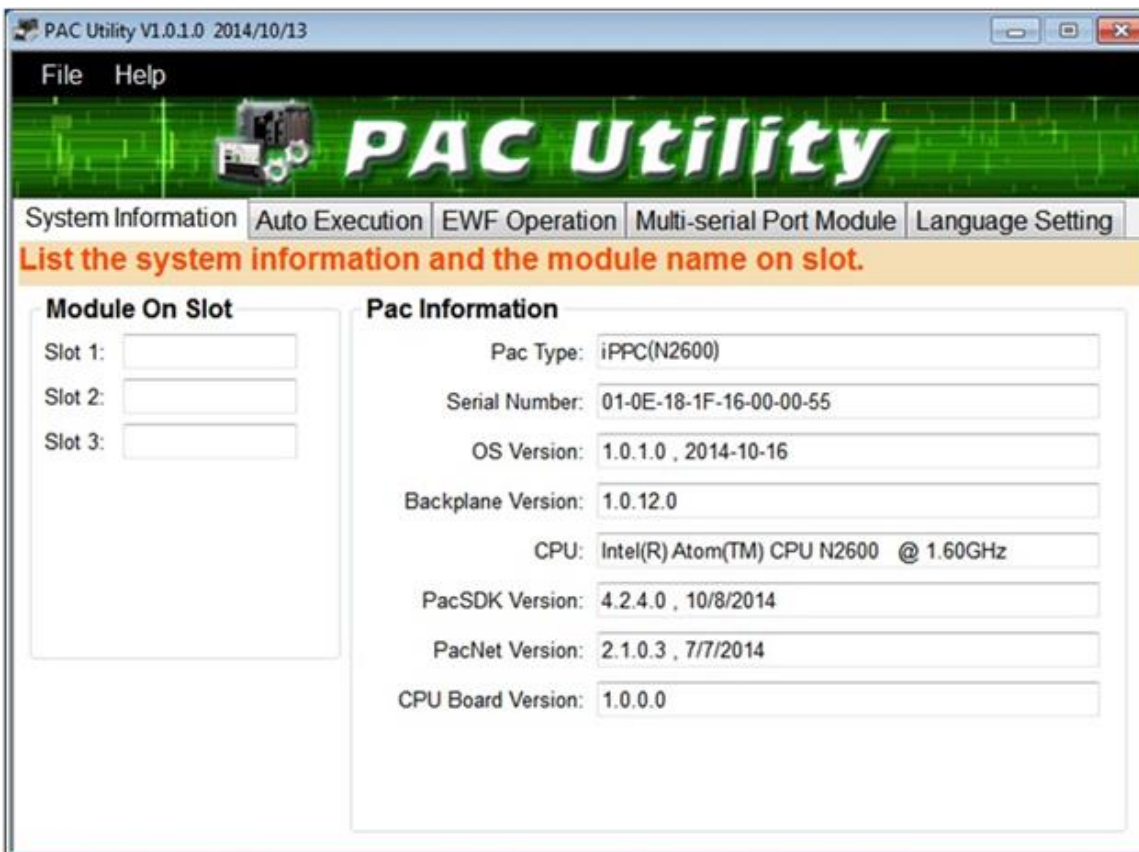 PAC Utility V1.0.1.0 2014/10/13
File Help
PAC Utility
System Information Auto Execution EWF Operation Multi-serial Port Module Language Setting
List the system information and the module name on slot.
Module On Slot
Slot 1:
Slot 2:
Slot 3:
Pac Information
Pac Type: iPPC(N2600)
Serial Number: 01-0E-18-1F-16-00-00-55
OS Version: 1.0.1.0 , 2014-10-16
Backplane Version: 1.0.12.0
CPU: Intel(R) Atom(TM) CPU N2600 @ 1.60GHz
PacSDK Version: 4.2.4.0 , 10/8/2014
PacNet Version: 2.1.0.3 , 7/7/2014
CPU Board Version: 1.0.0.0